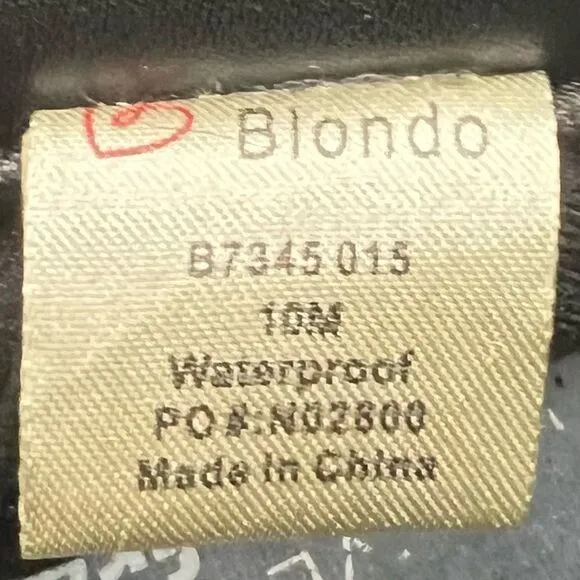 Blondo
B7345 015
10M
Waterproof
PO#:N02600
Made in China